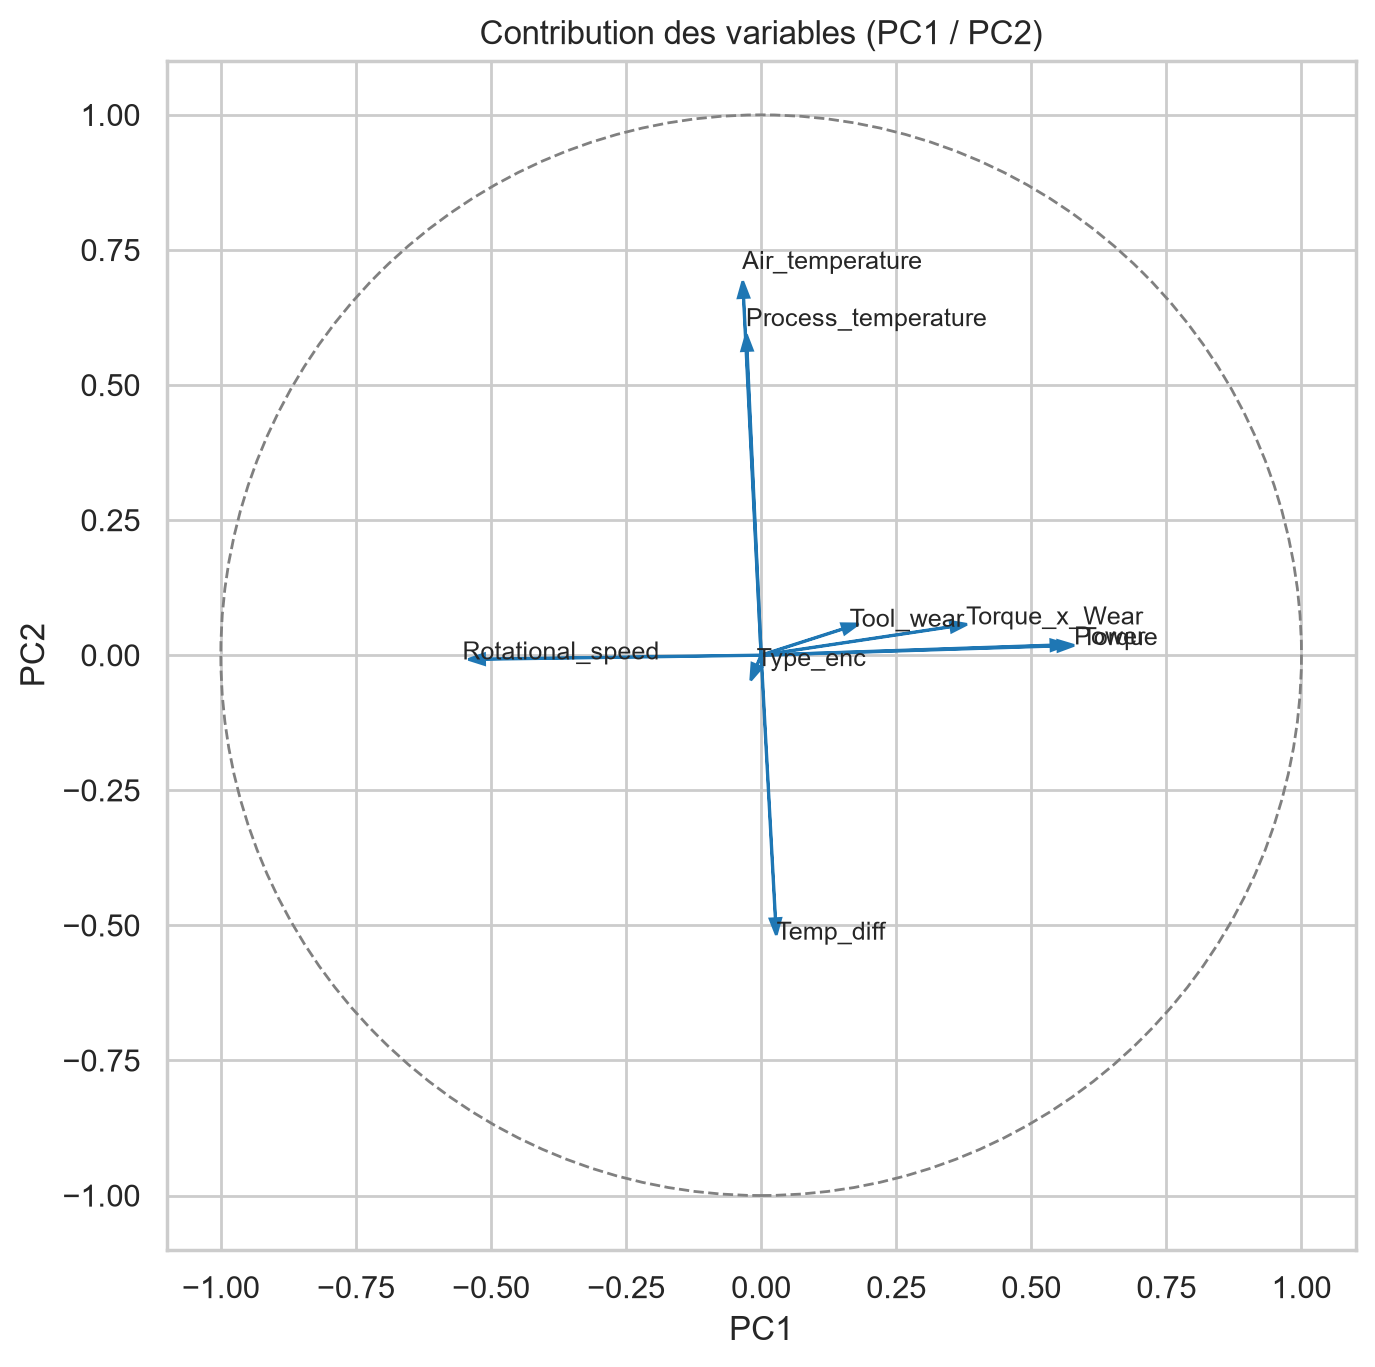 Contribution des variables (PC1 / PC2)
1.00
0.75
0.50
0.25
0.00
−0.25
−0.50
−0.75
−1.00
PC2
Air_temperature
Process_temperature
Tool_wear
Torque_x_Wear
Power
Torque
Rotational_speed
Type_enc
Temp_diff
−1.00
−0.75
−0.50
−0.25
0.00
0.25
0.50
0.75
1.00
PC1